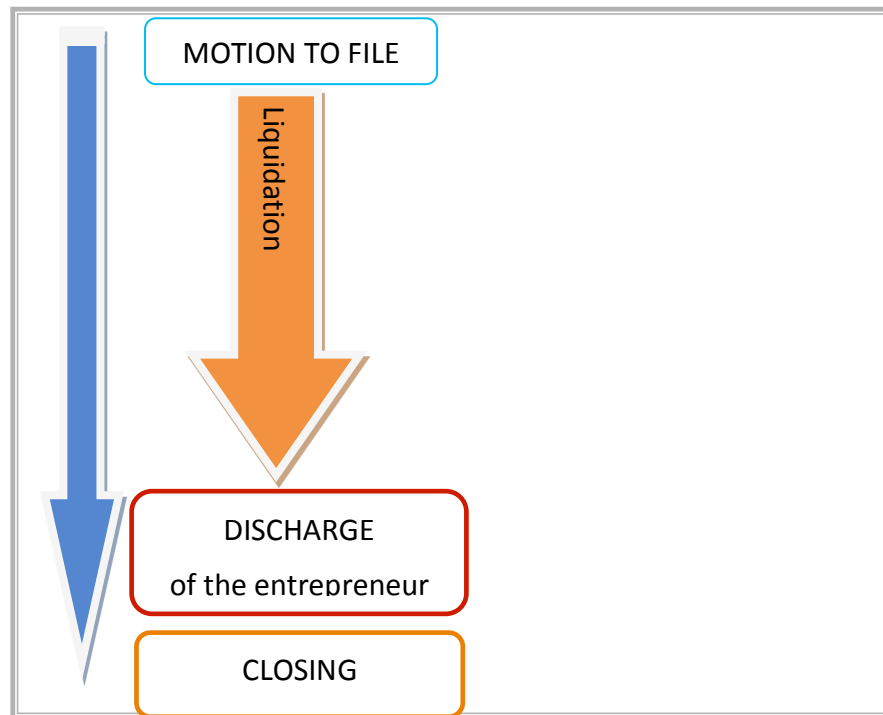 MOTION TO FILE
Liquidation
DISCHARGE
of the entrepreneur
CLOSING